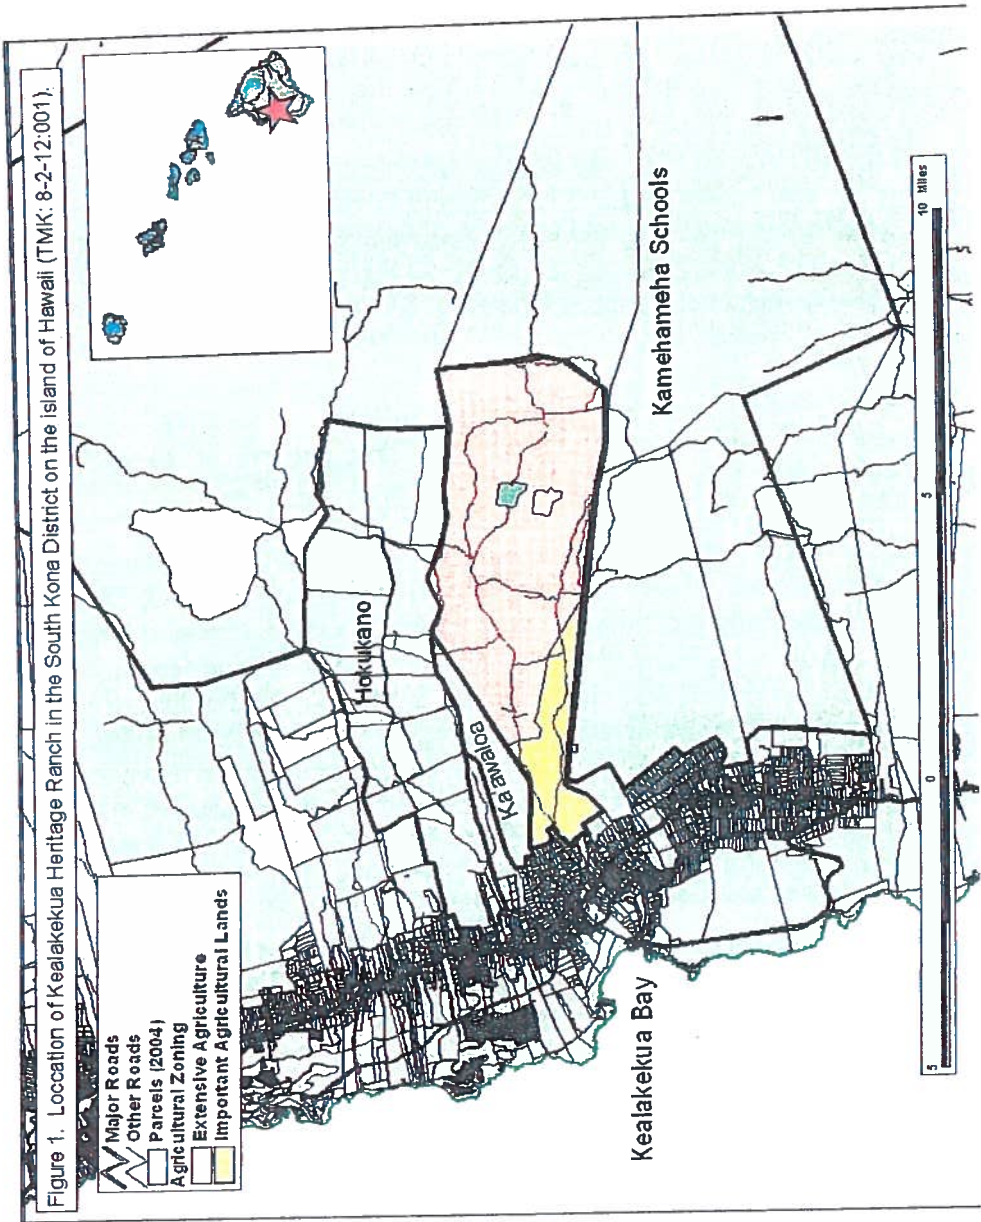 Figure 1. Loccation of Kealakekua Heritage Ranch in the South Kona District on the Island of Hawaii (TMK: 8-2-12:001).
Major Roads
Other Roads
Parcels (2004)
Agricultural Zoning
Extensive Agriculture
Important Agricultural Lands
Hokukano
Ka'awaloa
Kealakekua Bay
Kamehameha Schools
5 0 5 10 Miles
S